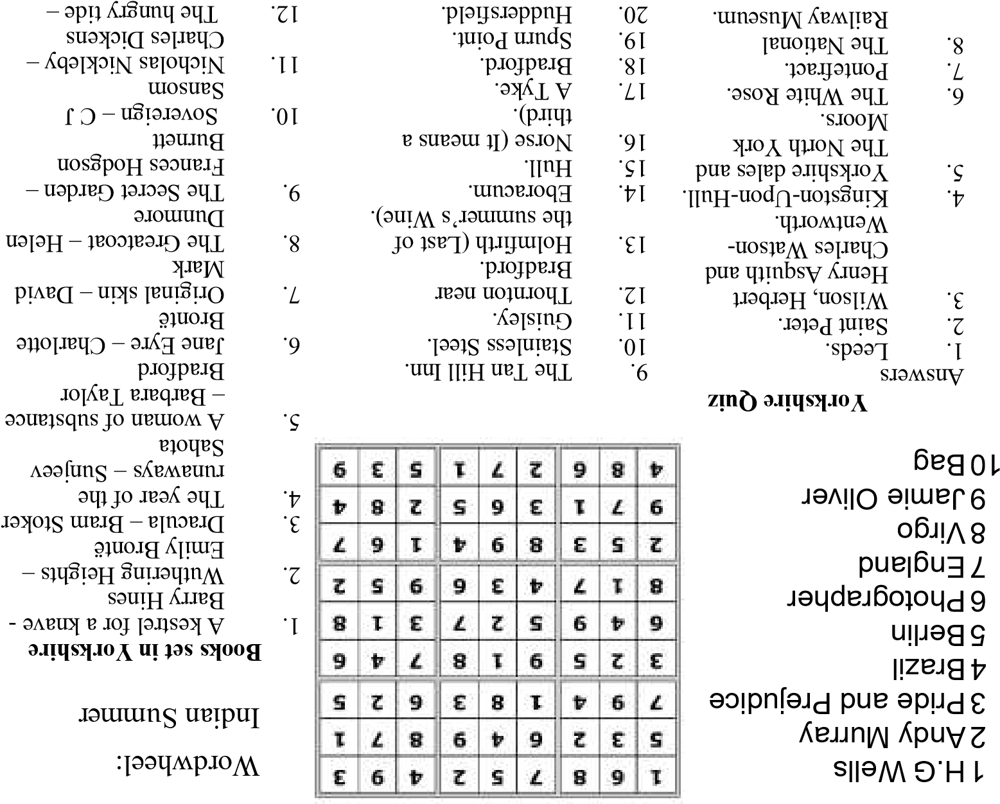 1 H.G Wells
2 Andy Murray
3 Pride and Prejudice
4 Brazil
5 Berlin
6 Photographer
7 England
8 Virgo
9 Jamie Oliver
10 Bag
1 6 8 7 5 2 4 9 3
5 3 2 6 4 9 8 7 1
7 9 4 1 8 3 6 2 5
3 2 5 9 1 8 7 4 6
6 4 9 5 2 7 3 1 8
8 1 7 4 3 6 9 5 2
2 5 3 8 9 4 1 6 7
9 7 1 3 6 5 2 8 4
4 8 6 2 7 1 5 3 9
Wordwheel:
Indian Summer
Yorkshire Quiz
Answers
1. Leeds.
2. Saint Peter.
3. Wilson, Herbert
Henry Asquith and
Charles Watson-
Wentworth.
4. Kingston-Upon-Hull.
5. Yorkshire dales and
The North York
Moors.
6. The White Rose.
7. Pontefract.
8. The National
Railway Museum.
9. The Tan Hill Inn.
10. Stainless Steel.
11. Guisley.
12. Thornton near
Bradford.
13. Holmfirth (Last of
the summer’s Wine).
14. Eboracum.
15. Hull.
16. Norse (It means a
third).
17. A Tyke.
18. Bradford.
19. Spurn Point.
20. Huddersfield.
Books set in Yorkshire
1. A kestrel for a knave -
Barry Hines
2. Wuthering Heights –
Emily Brontë
3. Dracula – Bram Stoker
4. The year of the
runaways – Sunjeev
Sahota
5. A woman of substance
– Barbara Taylor
Bradford
6. Jane Eyre – Charlotte
Brontë
7. Original skin – David
Mark
8. The Greatcoat – Helen
Dunmore
9. The Secret Garden –
Frances Hodgson
Burnett
10. Sovereign – C J
Sansom
11. Nicholas Nickleby –
Charles Dickens
12. The hungry tide –